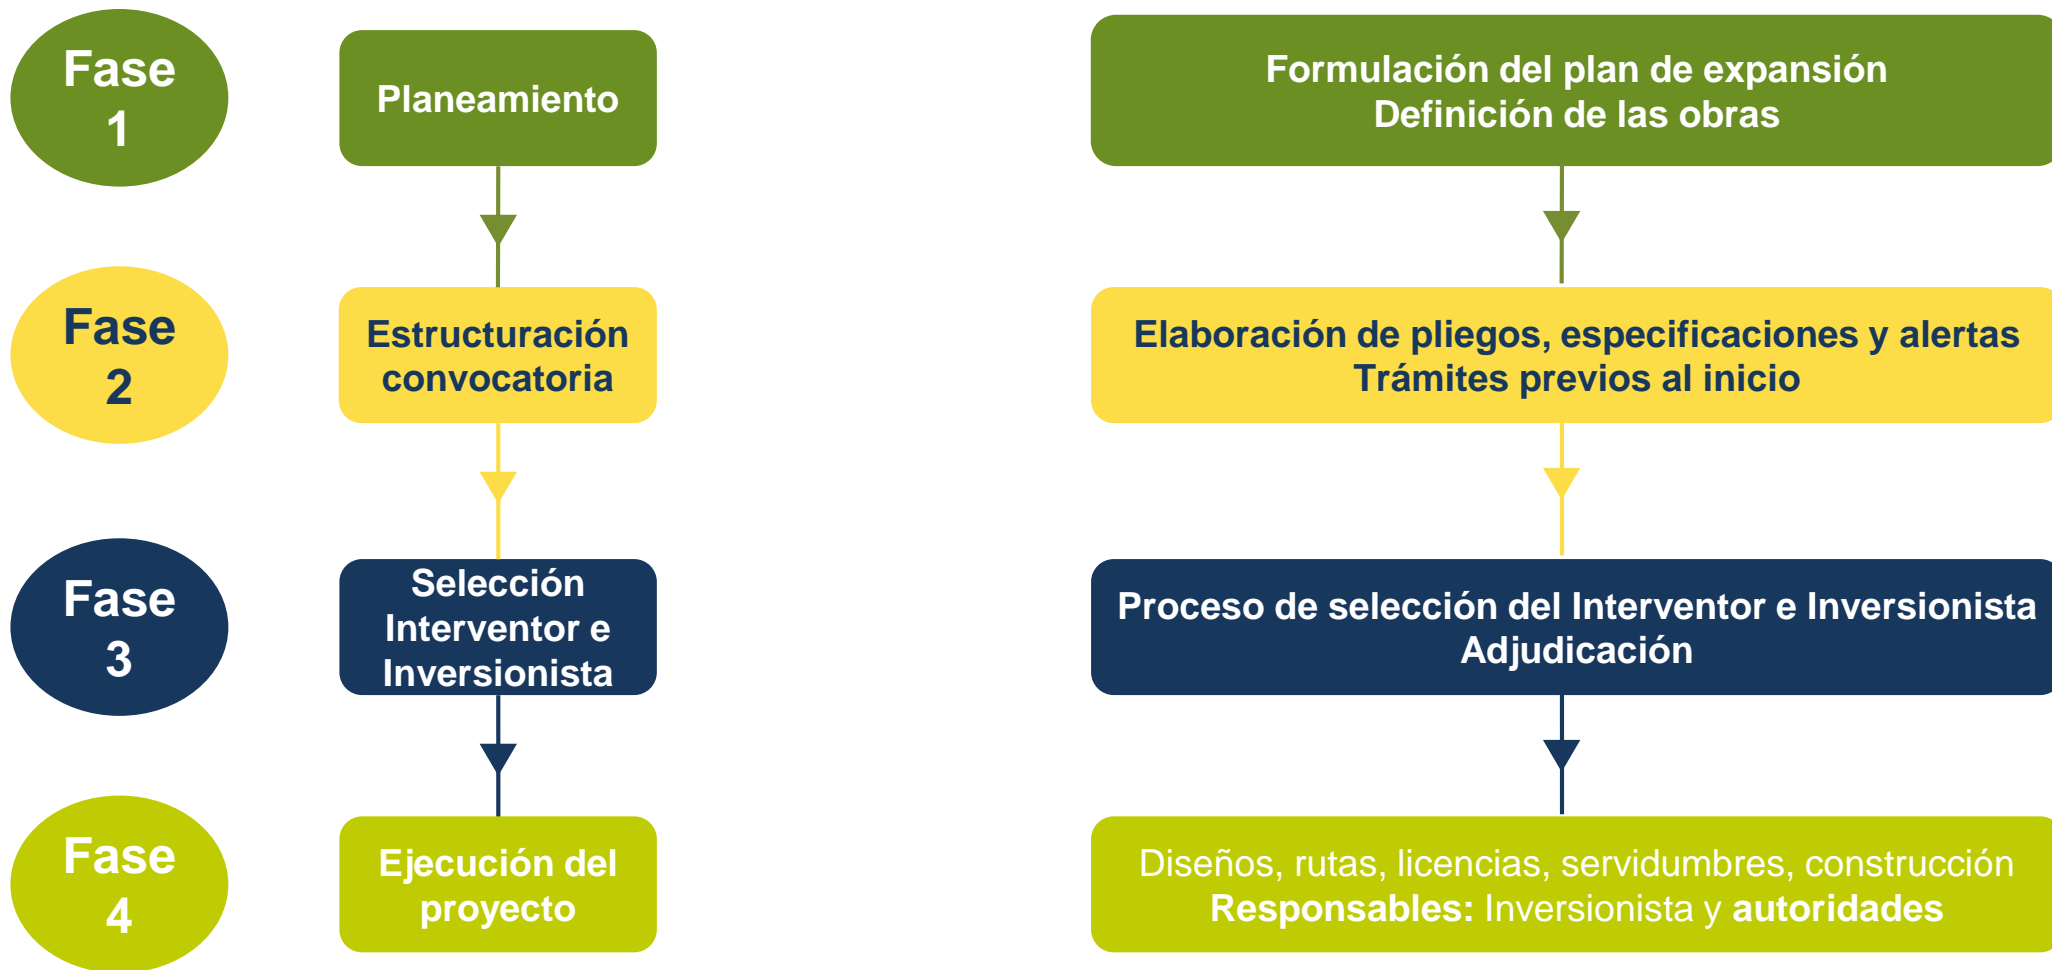 Fase
1
Planeamiento
Formulación del plan de expansión
Definición de las obras
Fase
2
Estructuración
convocatoria
Elaboración de pliegos, especificaciones y alertas
Trámites previos al inicio
Fase
3
Selección
Interventor e
Inversionista
Proceso de selección del Interventor e Inversionista
Adjudicación
Fase
4
Ejecución del
proyecto
Diseños, rutas, licencias, servidumbres, construcción
Responsables: Inversionista y autoridades